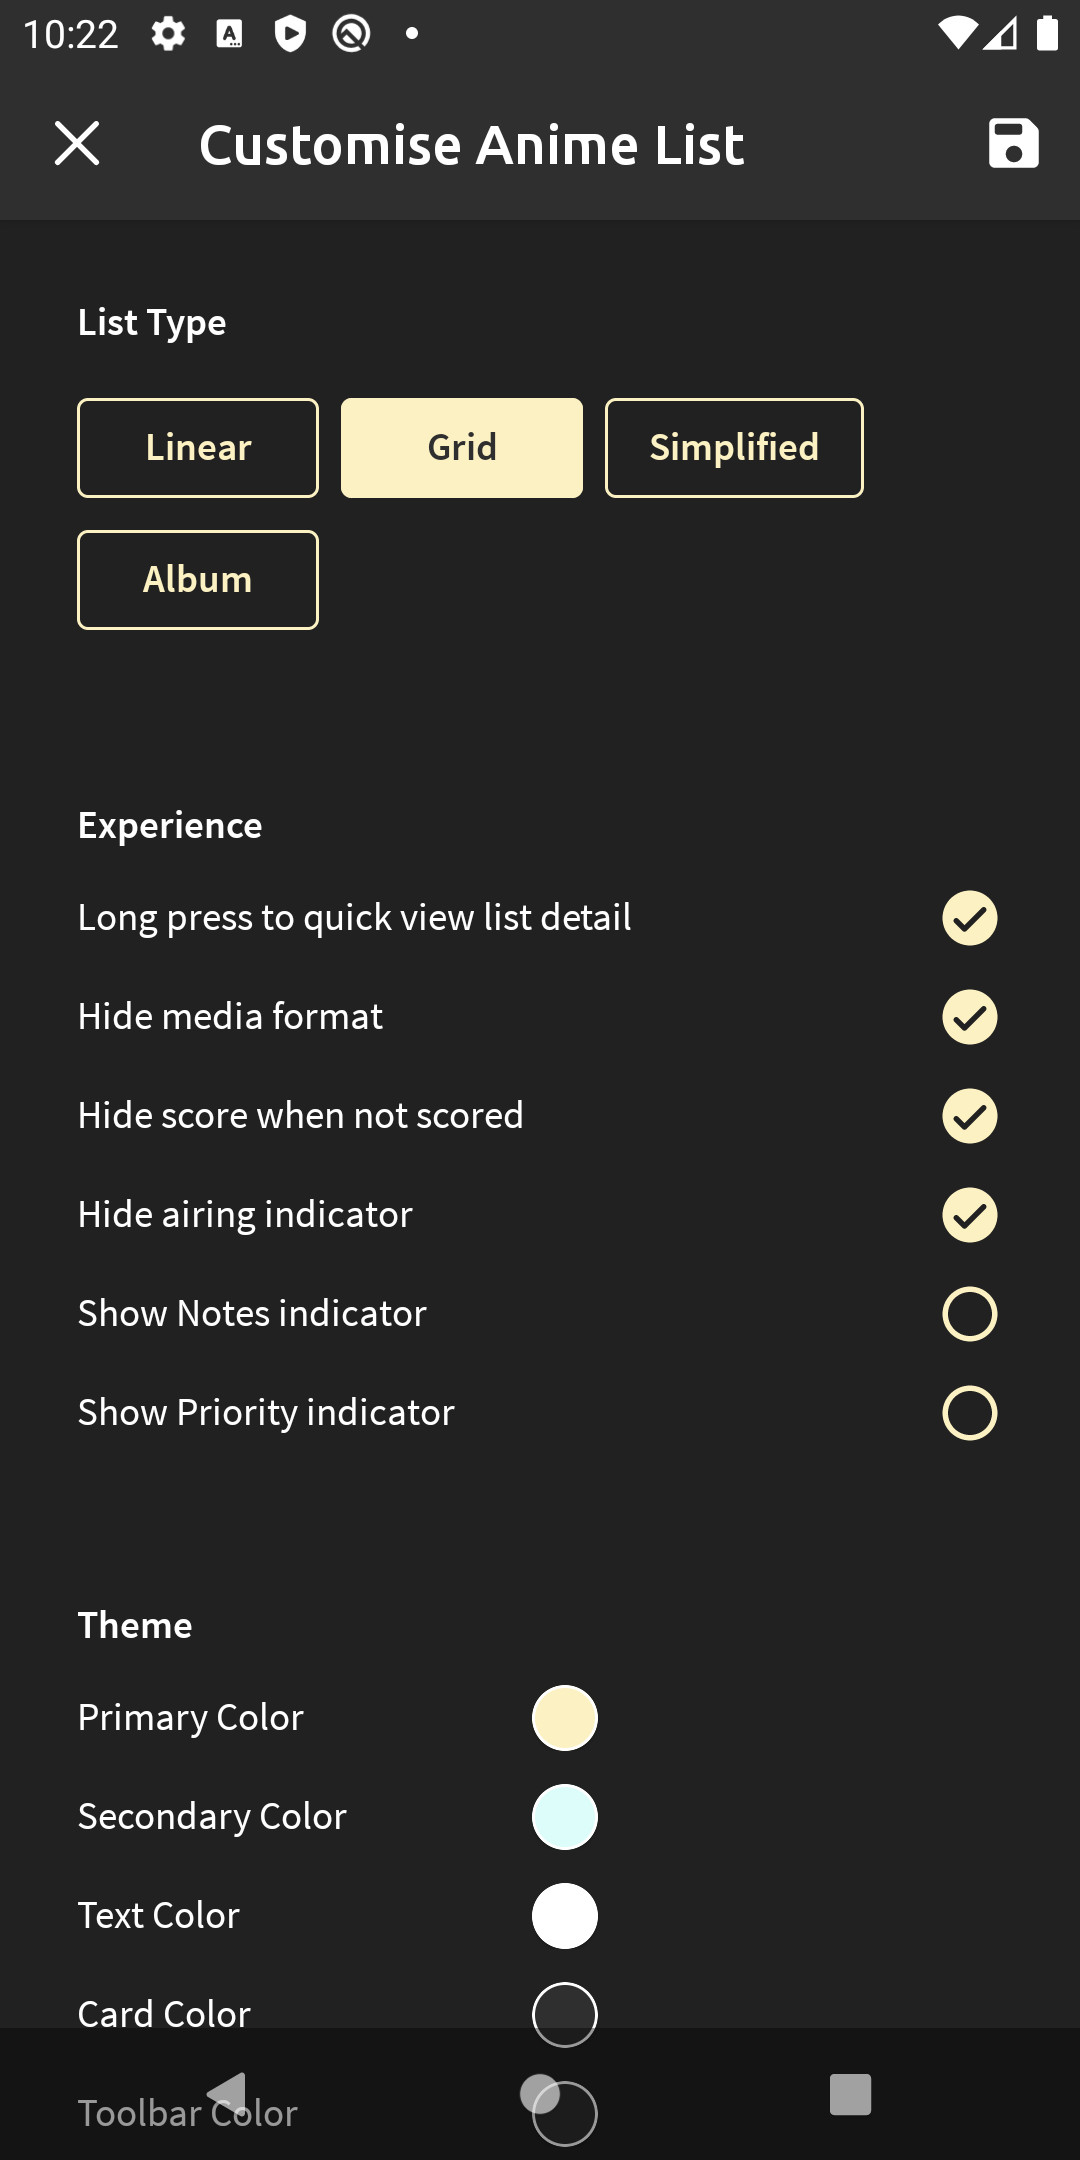 10:22
Customise Anime List
List Type
Linear
Grid
Simplified
Album
Experience
Long press to quick view list detail
Hide media format
Hide score when not scored
Hide airing indicator
Show Notes indicator
Show Priority indicator
Theme
Primary Color
Secondary Color
Text Color
Card Color
Toolbar Color